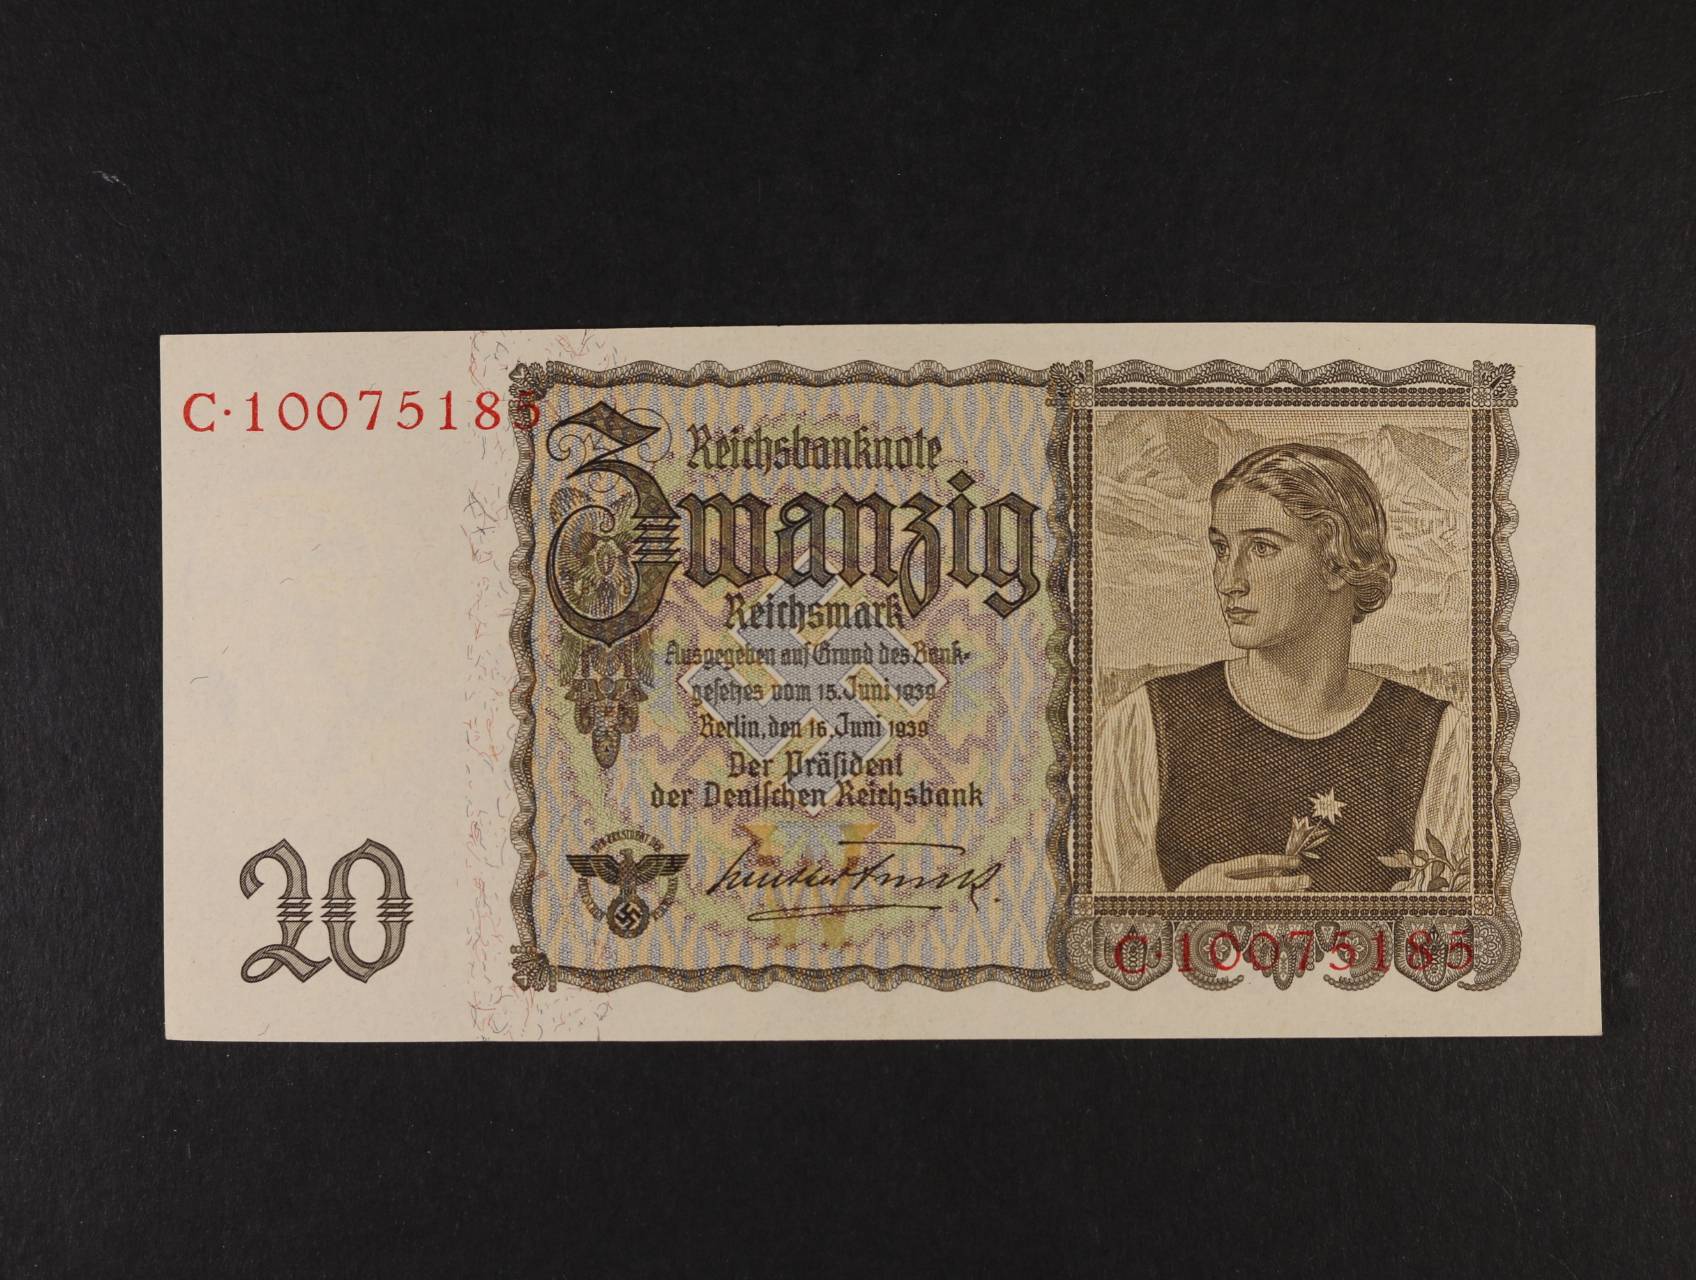 C·10075185
Reichsbanknote
Zwanzig
Reichsmark
Ausgegeben auf Grund des Bank-
gesetzes vom 15. Juni 1939
Berlin, den 16. Juni 1939
Der Präsident
der Deutschen Reichsbank
20
C·10075185